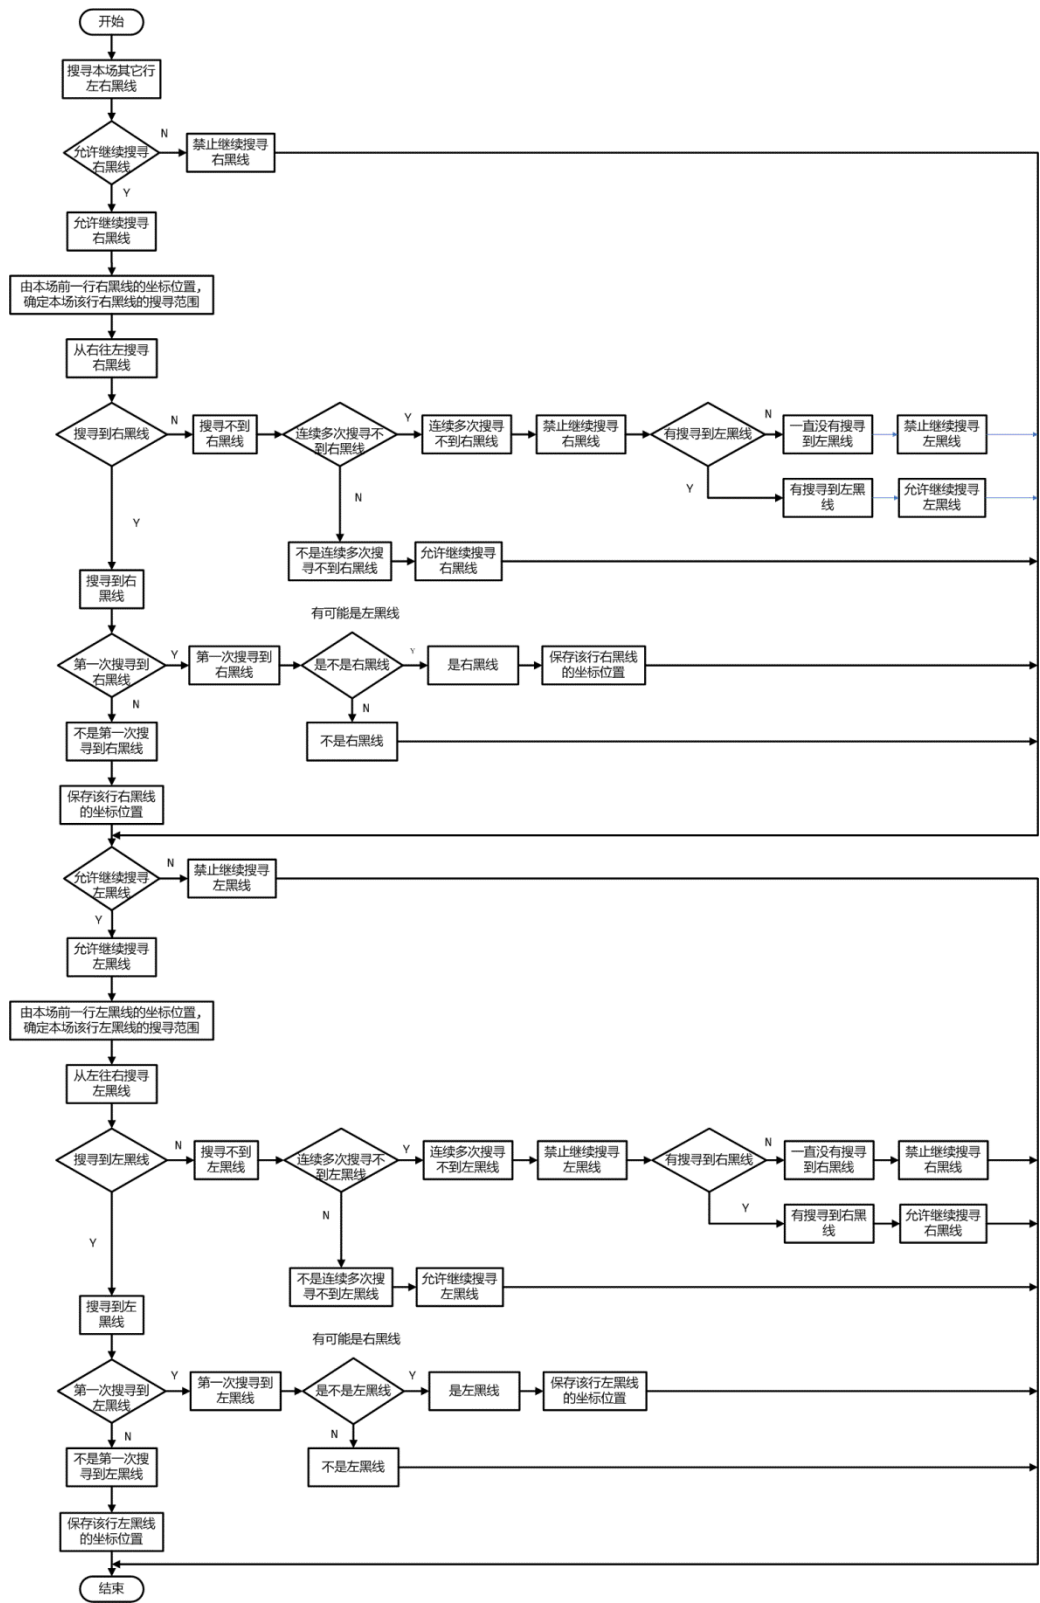 开始
搜寻本场其它行
左右黑线
允许继续搜寻
右黑线
N
禁止继续搜寻
右黑线
Y
允许继续搜寻
右黑线
由本场前一行右黑线的坐标位置，
确定本场该行右黑线的搜寻范围
从右往左搜寻
右黑线
搜寻到右黑线
N
搜寻不到
右黑线
连续多次搜寻不
到右黑线
Y
连续多次搜寻
不到右黑线
禁止继续搜寻
右黑线
有搜寻到左黑线
N
一直没有搜寻
到左黑线
禁止继续搜寻
左黑线
Y
有搜寻到左黑
线
允许继续搜寻
左黑线
N
不是连续多次搜
寻不到右黑线
允许继续搜寻
右黑线
Y
搜寻到右
黑线
有可能是左黑线
第一次搜寻到
右黑线
Y
第一次搜寻到
右黑线
是不是右黑线
Y
是右黑线
保存该行右黑线
的坐标位置
N
N
不是第一次搜
寻到右黑线
不是右黑线
保存该行右黑线
的坐标位置
允许继续搜寻
左黑线
N
禁止继续搜寻
左黑线
Y
允许继续搜寻
左黑线
由本场前一行左黑线的坐标位置，
确定本场该行左黑线的搜寻范围
从左往右搜寻
左黑线
搜寻到左黑线
N
搜寻不到
左黑线
连续多次搜寻不
到左黑线
Y
连续多次搜寻
不到左黑线
禁止继续搜寻
左黑线
有搜寻到右黑线
N
一直没有搜寻
到右黑线
禁止继续搜寻
右黑线
Y
有搜寻到右黑
线
允许继续搜寻
右黑线
N
不是连续多次搜
寻不到左黑线
允许继续搜寻
左黑线
Y
搜寻到左
黑线
有可能是右黑线
第一次搜寻到
左黑线
Y
第一次搜寻到
左黑线
是不是左黑线
Y
是左黑线
保存该行左黑线
的坐标位置
N
N
不是第一次搜
寻到左黑线
不是左黑线
保存该行左黑线
的坐标位置
结束